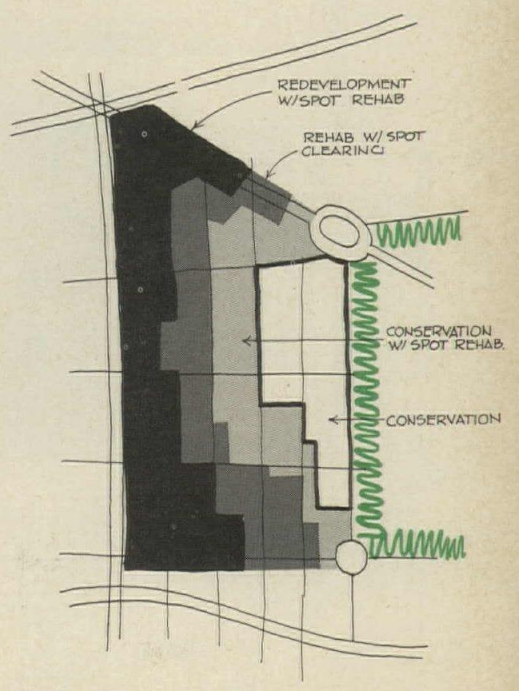 REDEVELOPMENT
W/SPOT REHAB
REHAB W/ SPOT
CLEARING
CONSERVATION
W/ SPOT REHAB.
CONSERVATION